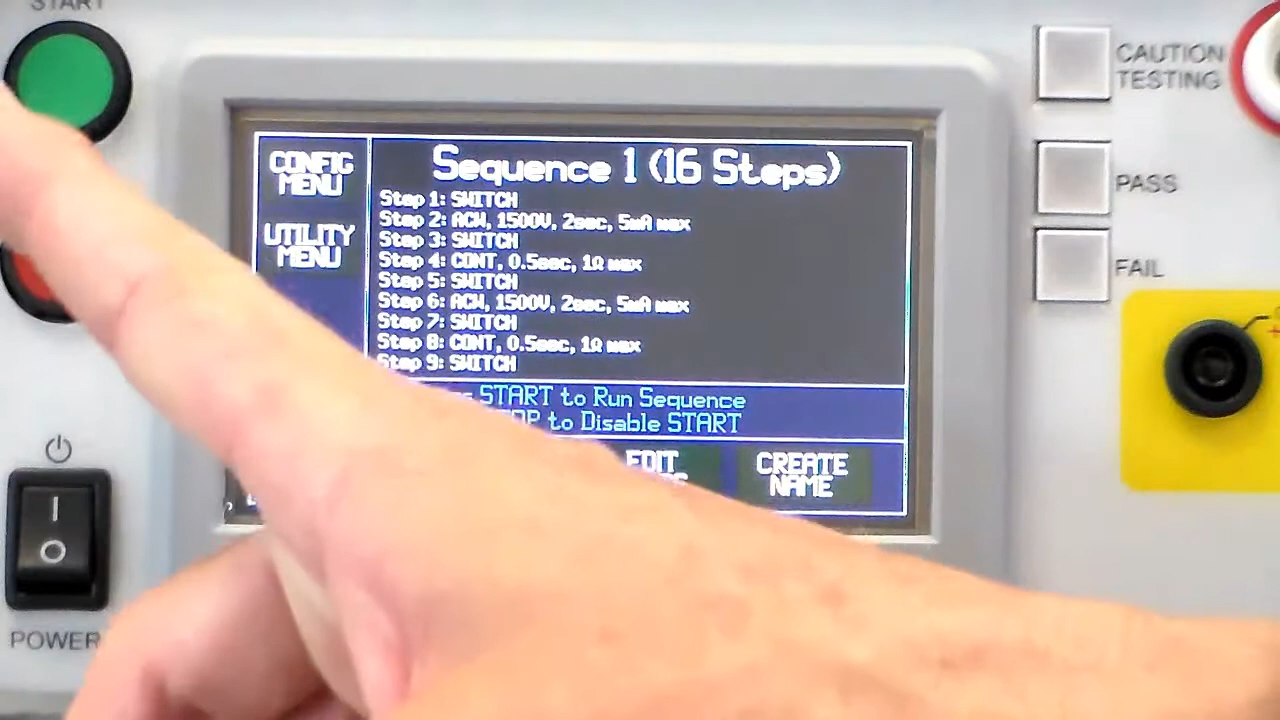 START
CONFIG
MENU
UTILITY
MENU
Sequence 1 (16 Steps)
Step 1: SWITCH
Step 2: ACW, 1500V, 2sec, 5mA max
Step 3: SWITCH
Step 4: CONT, 0.5sec, 1Ω max
Step 5: SWITCH
Step 6: ACW, 1500V, 2sec, 5mA max
Step 7: SWITCH
Step 8: CONT, 0.5sec, 1Ω max
Step 9: SWITCH
START to Run Sequence
to Disable START
EDIT
CREATE
NAME
CAUTION
TESTING
PASS
FAIL
+
I
O
POWER